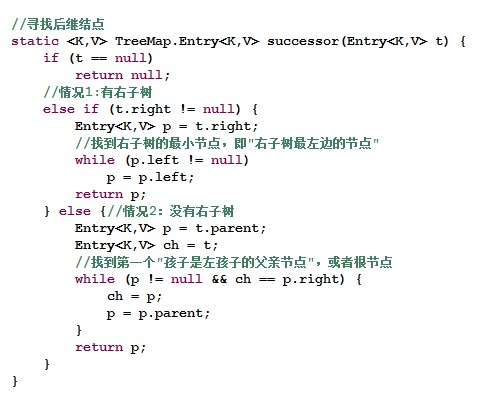 //寻找后继结点
static <K,V> TreeMap.Entry<K,V> successor(Entry<K,V> t) {
    if (t == null)
        return null;
    //情况1:有右子树
    else if (t.right != null) {
        Entry<K,V> p = t.right;
        //找到右子树的最小节点，即"右子树最左边的节点"
        while (p.left != null)
            p = p.left;
        return p;
    } else {//情况2：没有右子树
        Entry<K,V> p = t.parent;
        Entry<K,V> ch = t;
        //找到第一个"孩子是左孩子的父亲节点"，或者根节点
        while (p != null && ch == p.right) {
            ch = p;
            p = p.parent;
        }
        return p;
    }
}